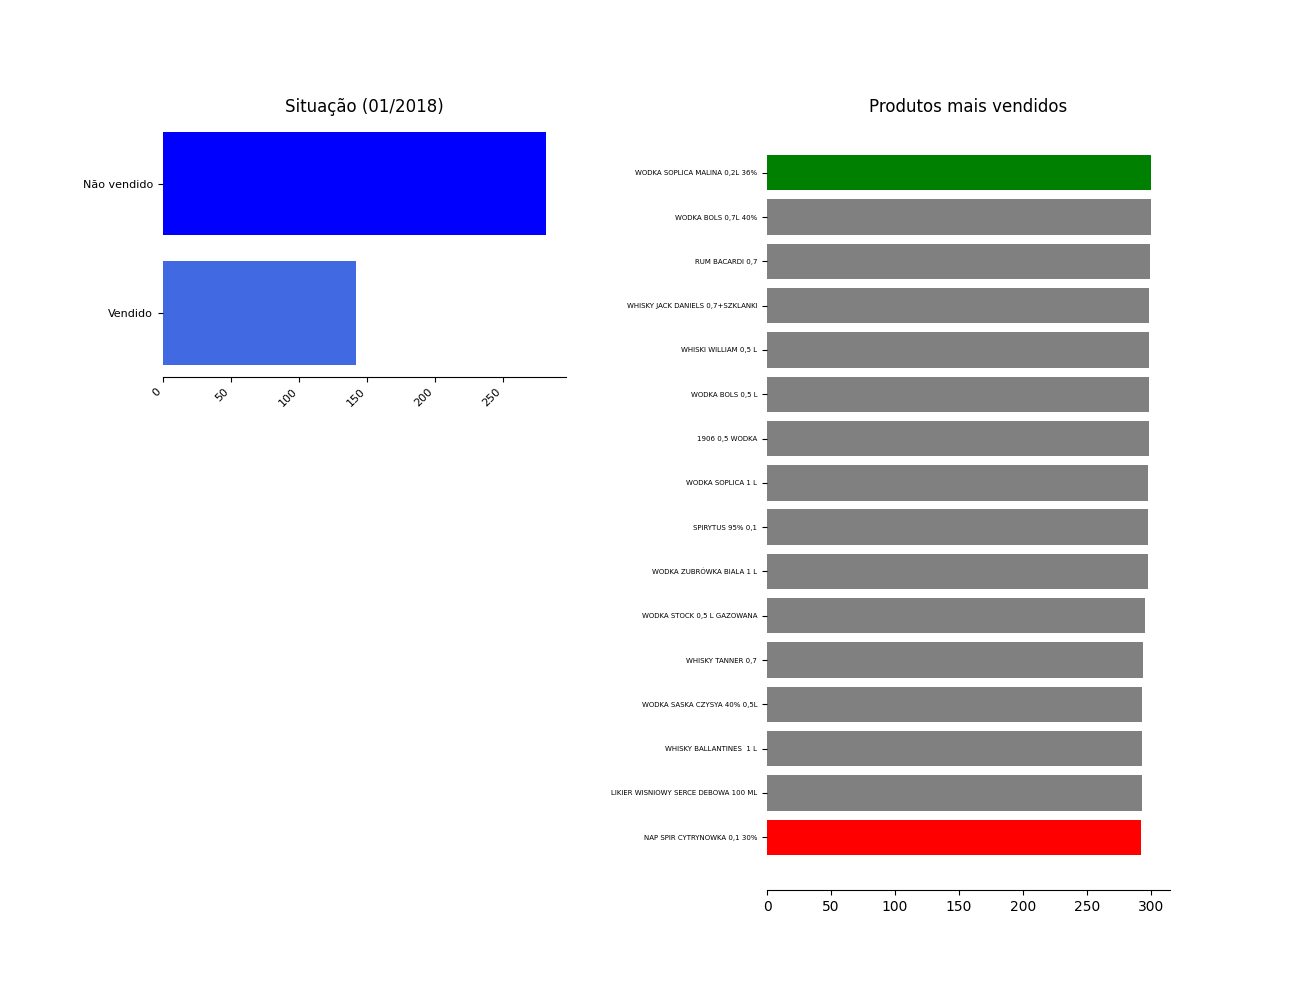 Situação (01/2018)
Não vendido
Vendido
0 50 100 150 200 250
Produtos mais vendidos
WODKA SOPLICA MALINA 0,2L 36%
WODKA BOLS 0,7L 40%
RUM BACARDI 0,7
WHISKY JACK DANIELS 0,7+SZKLANKI
WHISKI WILLIAM 0,5 L
WODKA BOLS 0,5 L
1906 0,5 WODKA
WODKA SOPLICA 1 L
SPIRYTUS 95% 0,1
WODKA ZUBRÓWKA BIALA 1 L
WODKA STOCK 0,5 L GAZOWANA
WHISKY TANNER 0,7
WODKA SASKA CZYSYA 40% 0,5L
WHISKY BALLANTINES  1 L
LIKIER WISNIOWY SERCE DEBOWA 100 ML
NAP SPIR CYTRYNOWKA 0,1 30%
0 50 100 150 200 250 300